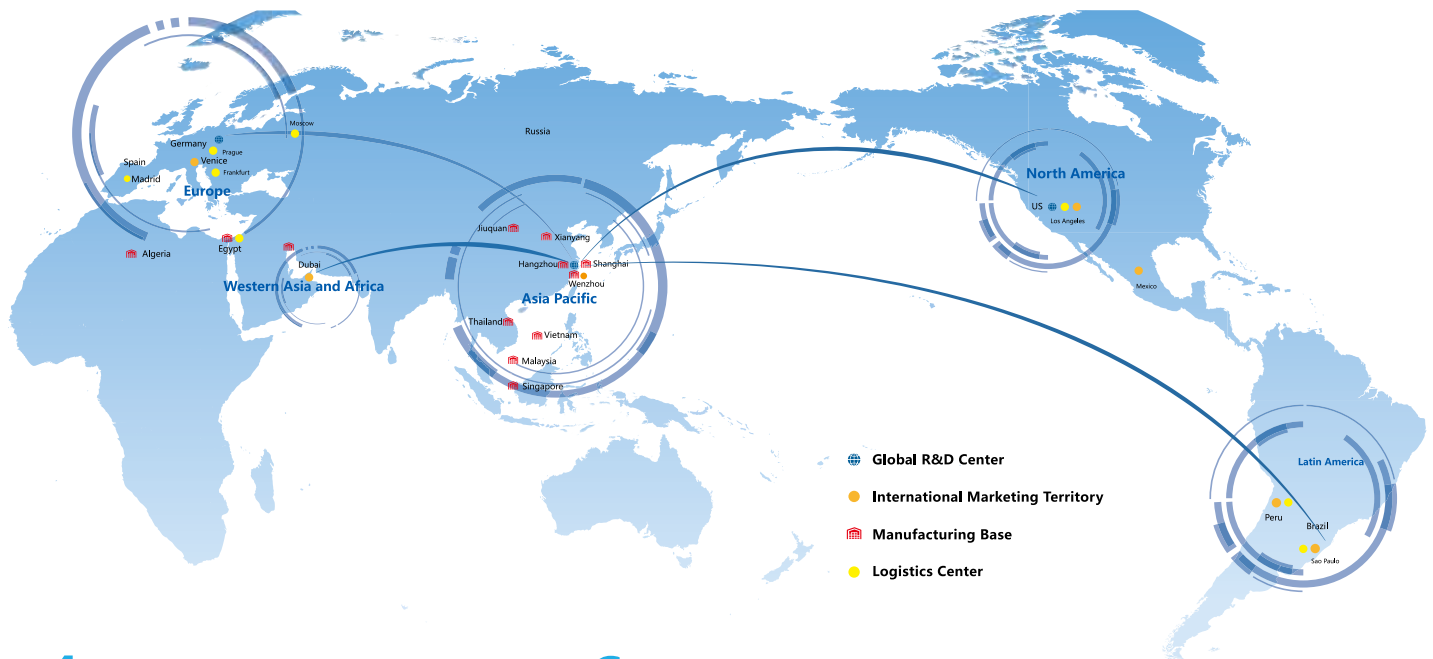 Moscow
Russia
Germany
Prague
Spain
Venice
Frankfurt
Madrid
Europe
North America
US
Los Angeles
Jiuquan
Xianyang
Algeria
Egypt
Dubai
Hangzhou
Shanghai
Wenzhou
Western Asia and Africa
Asia Pacific
Mexico
Thailand
Vietnam
Malaysia
Singapore
Global R&D Center
Latin America
International Marketing Territory
Peru
Brazil
Manufacturing Base
Sao Paulo
Logistics Center